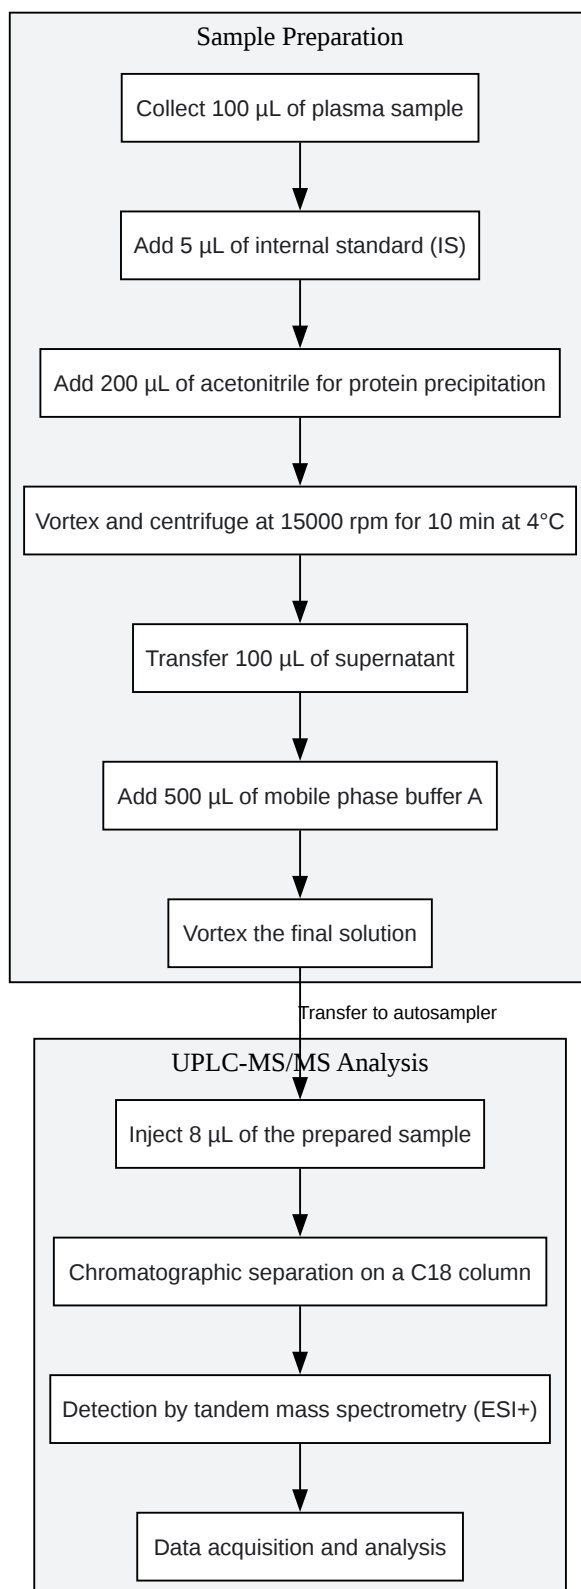 Sample Preparation
Collect 100 µL of plasma sample
Add 5 µL of internal standard (IS)
Add 200 µL of acetonitrile for protein precipitation
Vortex and centrifuge at 15000 rpm for 10 min at 4°C
Transfer 100 µL of supernatant
Add 500 µL of mobile phase buffer A
Vortex the final solution
Transfer to autosampler
UPLC-MS/MS Analysis
Inject 8 µL of the prepared sample
Chromatographic separation on a C18 column
Detection by tandem mass spectrometry (ESI+)
Data acquisition and analysis